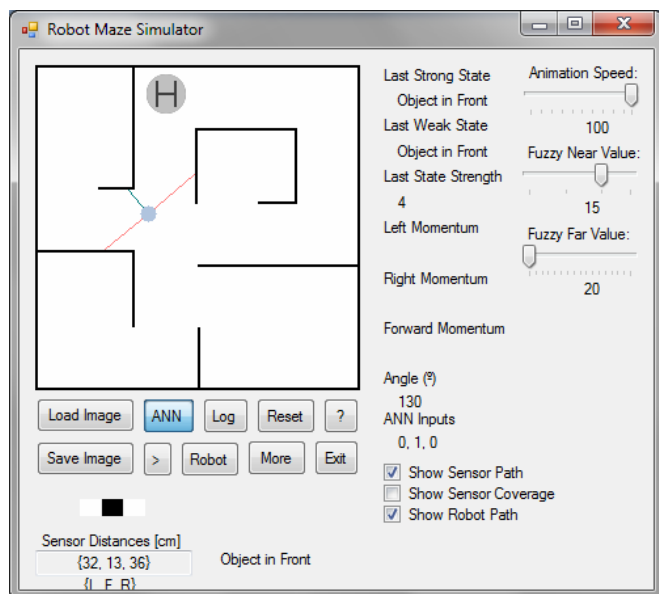 Robot Maze Simulator
H
Last Strong State
Object in Front
Last Weak State
Object in Front
Last State Strength
4
Left Momentum
Right Momentum
Forward Momentum
Angle (º)
130
ANN Inputs
0, 1, 0
Show Sensor Path
Show Sensor Coverage
Show Robot Path
Animation Speed:
100
Fuzzy Near Value:
15
Fuzzy Far Value:
20
Load Image ANN Log Reset ?
Save Image > Robot More Exit
Sensor Distances [cm]
{32, 13, 36} Object in Front
{L, F, R}